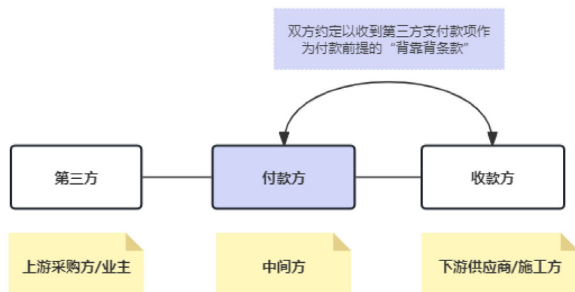 双方约定以收到第三方支付款项作
为付款前提的“背靠背条款”
第三方
付款方
收款方
上游采购方/业主
中间方
下游供应商/施工方